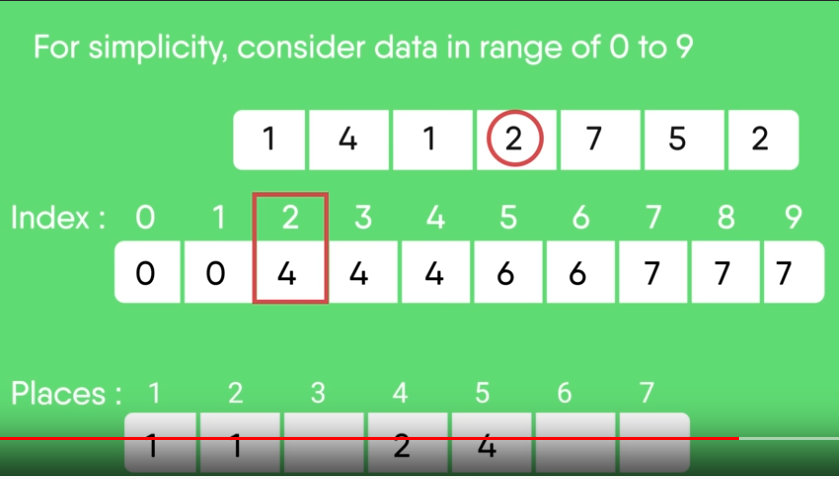 For simplicity, consider data in range of 0 to 9
1 4 1 2 7 5 2
Index : 0 1 2 3 4 5 6 7 8 9
0 0 4 4 4 6 6 7 7 7
Places : 1 2 3 4 5 6 7
1 1 2 4